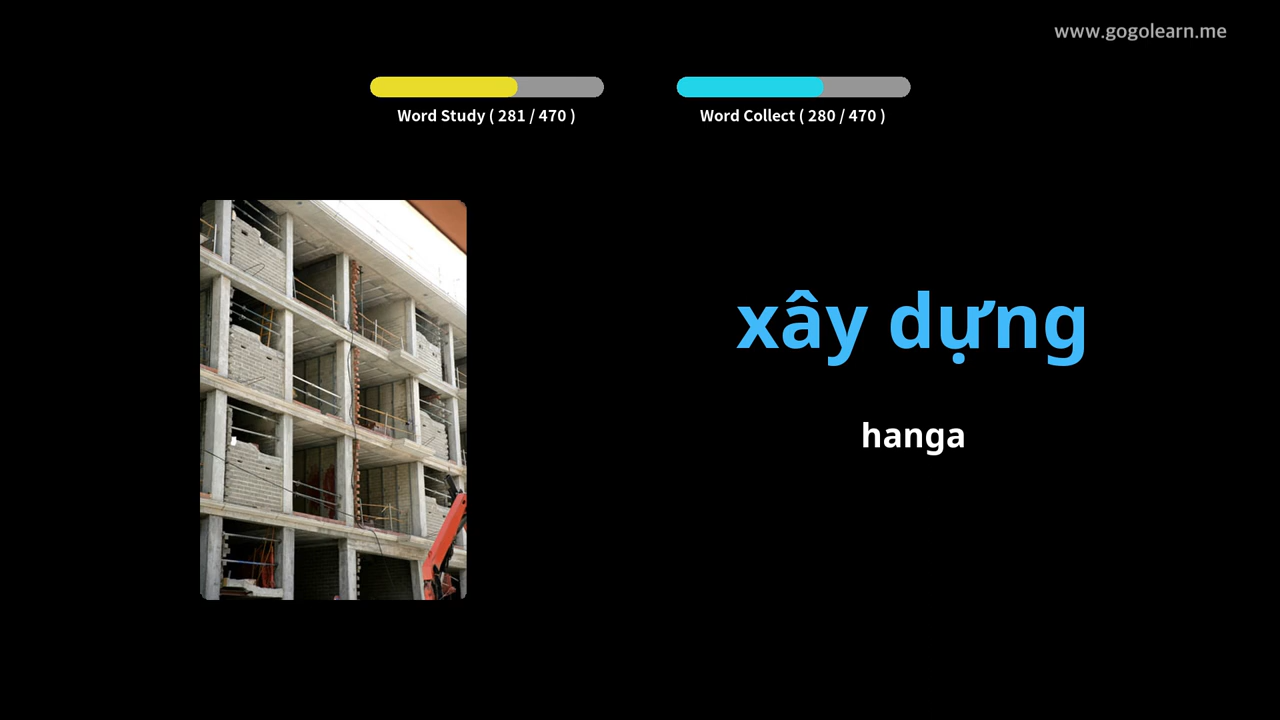 www.gogolearn.me
Word Study ( 281 / 470 )
Word Collect ( 280 / 470 )
xây dựng
hanga